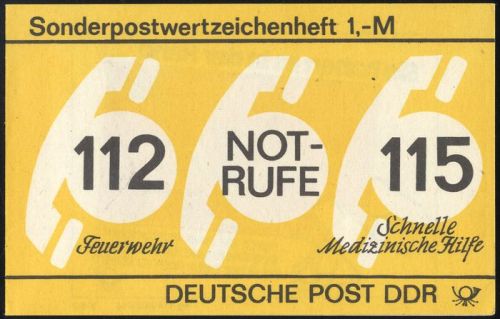 Sonderpostwertzeichenheft 1,-M
112
NOT-
RUFE
115
Feuerwehr
Schnelle
Medizinische Hilfe
DEUTSCHE POST DDR